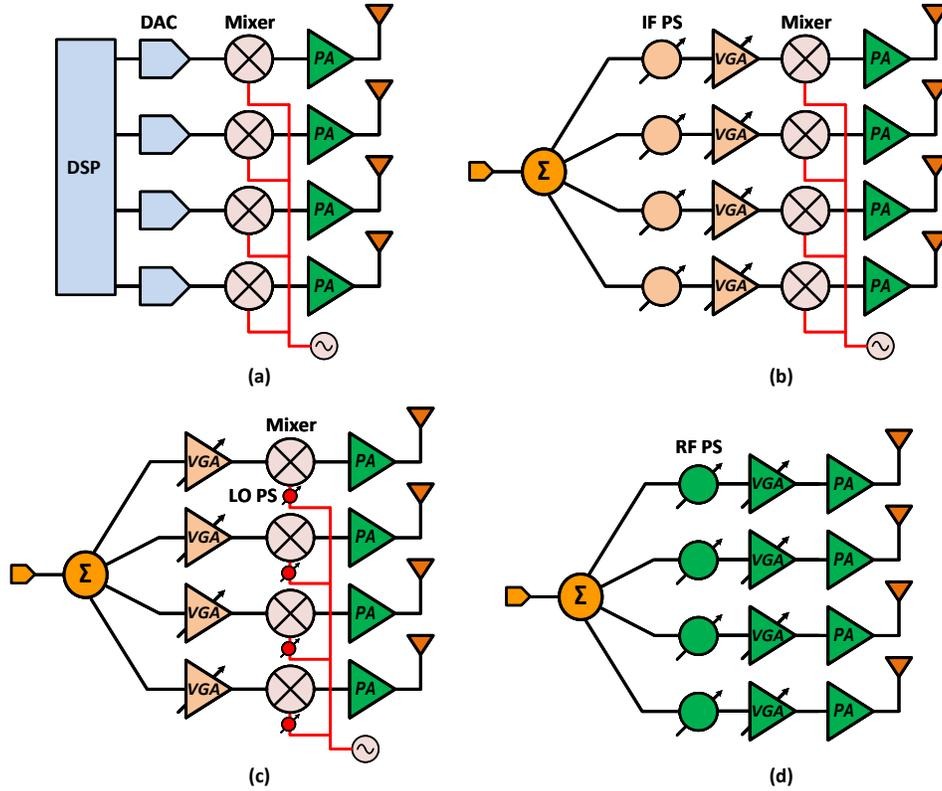 DAC Mixer
PA
PA
DSP
PA
PA
(a)
IF PS Mixer
VGA PA
VGA PA
Σ
VGA PA
VGA PA
(b)
Mixer
VGA PA
LO PS
VGA PA
Σ
VGA PA
VGA PA
(c)
RF PS
VGA PA
VGA PA
Σ
VGA PA
VGA PA
(d)